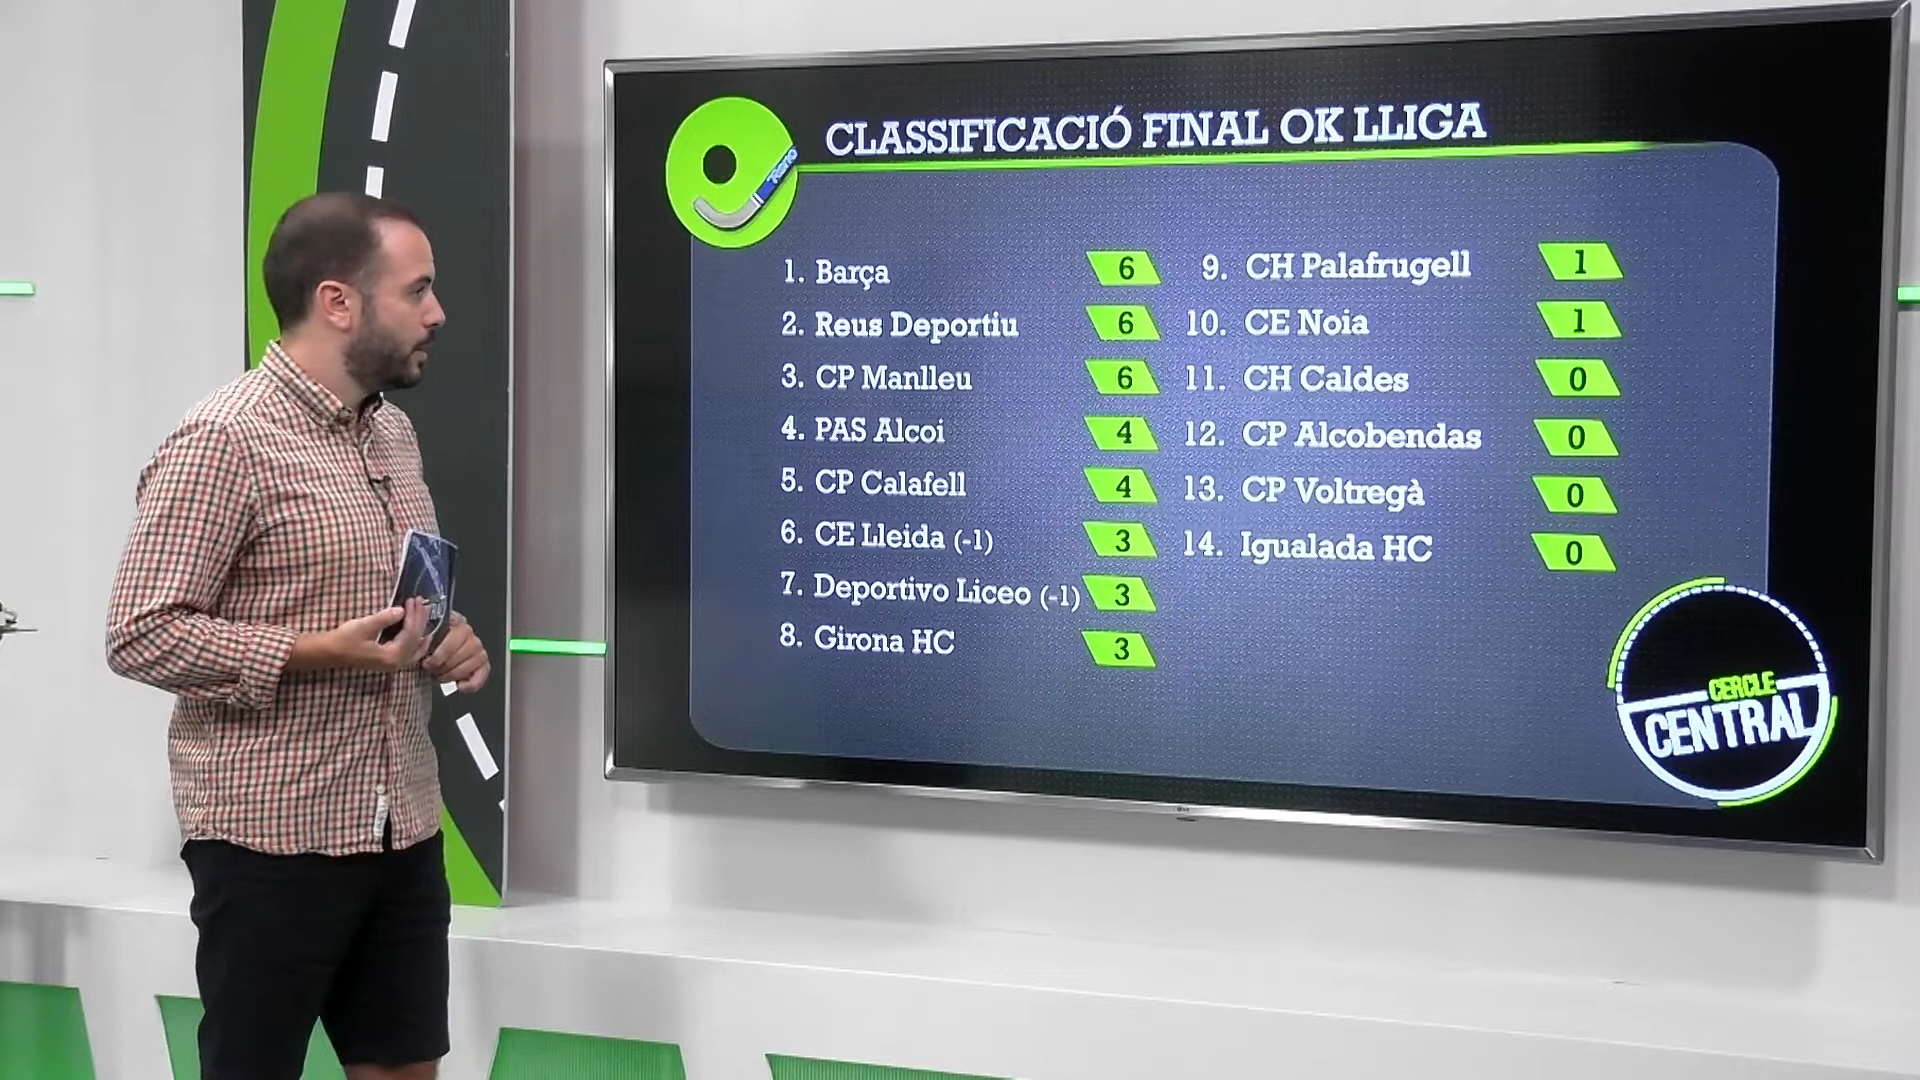 CLASSIFICACIÓ FINAL OK LLIGA
Reno
1. Barça 6
2. Reus Deportiu 6
3. CP Manlleu 6
4. PAS Alcoi 4
5. CP Calafell 4
6. CE Lleida (-1) 3
7. Deportivo Liceo (-1) 3
8. Girona HC 3
9. CH Palafrugell 1
10. CE Noia 1
11. CH Caldes 0
12. CP Alcobendas 0
13. CP Voltregà 0
14. Igualada HC 0
CERCLE
CENTRAL